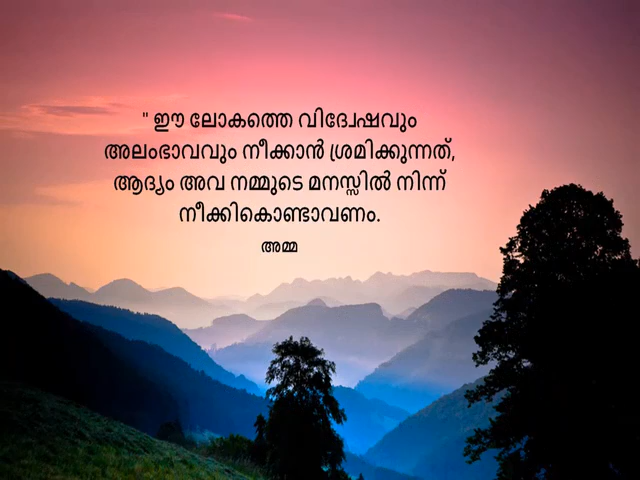 " ഈ ലോകത്തെ വിദ്വേഷവും
അലംഭാവവും നീക്കാൻ ശ്രമിക്കുന്നത്,
ആദ്യം അവ നമ്മുടെ മനസ്സിൽ നിന്ന്
നീക്കികൊണ്ടാവണം.
അമ്മ